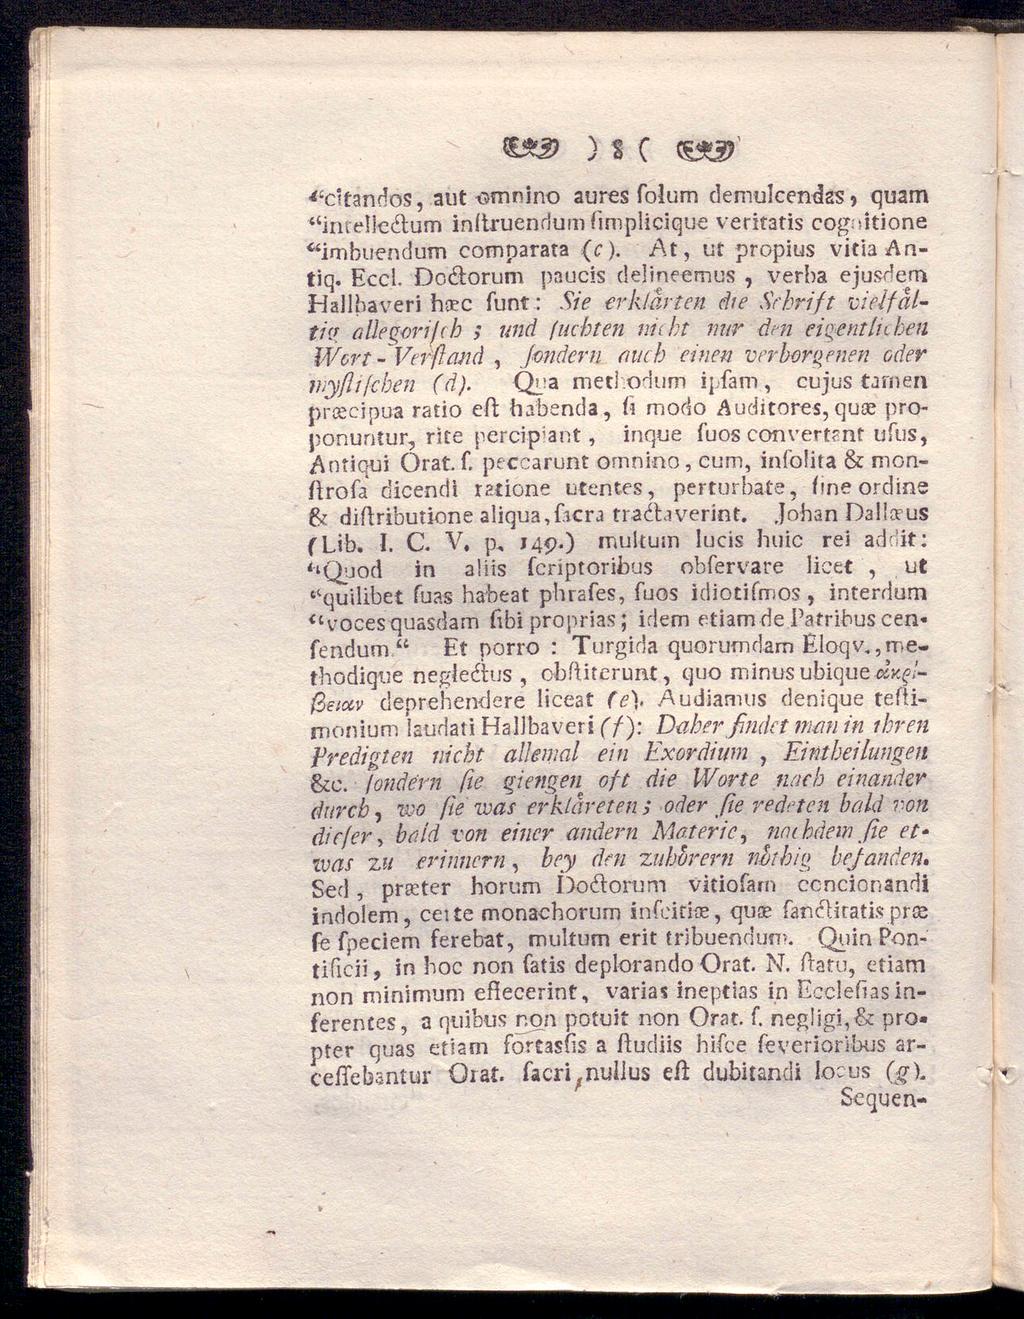 ) 8 (
“citandos, aut omnino aures ſolum demulcendas, quam
“intellectum inſtruendum ſimplicique veritatis cognitione
“imbuendum comparata (c). At, ut propius vitia An-
tiq. Eccl. Doctorum paucis delineemus, verba ejusdem
Hallbaveri hæc ſunt: Sie erklårten die Schrift vielfål-
tig allegoriſch; und ſuchten nicht nur den eigentlichen
Wort-Verſtand, ſondern auch einen verborgenen oder
myſtiſchen (d). Qua methodum ipſam, cujus tamen
præcipua ratio eſt habenda, ſi modo Auditores, quæ pro-
ponuntur, rite percipiant, inque ſuos convertant uſus,
Antiqui Orat. ſ. peccarunt omnino, cum, inſolita & mon-
ſtroſa dicendi ratione utentes, perturbate, ſine ordine
& diſtributione aliqua, ſacra tractaverint. Johan Dallæus
(Lib. I. C. V. p. 149.) multum lucis huic rei addit:
“Quod in aliis ſcriptoribus obſervare licet, ut
“quilibet ſuas habeat phraſes, ſuos idiotiſmos, interdum
“voces quasdam ſibi proprias; idem etiam de Patribus cen-
ſendum.“ Et porro: Turgida quorumdam Eloqv., me-
thodique neglectus, obſtiterunt, quo minus ubique ἀκρί-
βειαν deprehendere liceat (e). Audiamus denique teſti-
monium laudati Hallbaveri (f): Daher findet man in ihren
Predigten nicht allemal ein Exordium, Eintheilungen
&c. ſondern ſie giengen oft die Worte nach einander
durch, wo ſie was erklåreten; oder ſie redeten bald von
dieſer, bald von einer andern Materie, nachdem ſie et-
was zu erinnern, bey den zuhôrern nôthig befanden.
Sed, præter horum Doctorum vitioſam concionandi
indolem, certe monachorum inſcitiæ, quæ ſanctitatis præ
ſe ſpeciem ferebat, multum erit tribuendum. Quin Pon-
tificii, in hoc non ſatis deplorando Orat. N. ſtatu, etiam
non minimum effecerint, varias ineptias in Eccleſias in-
ferentes, a quibus non potuit non Orat. ſ. negligi, & pro-
pter quas etiam fortasſis a ſtudiis hiſce ſeverioribus ar-
ceſſebantur Orat. ſacri, nullus eſt dubitandi locus (g).
Sequen-